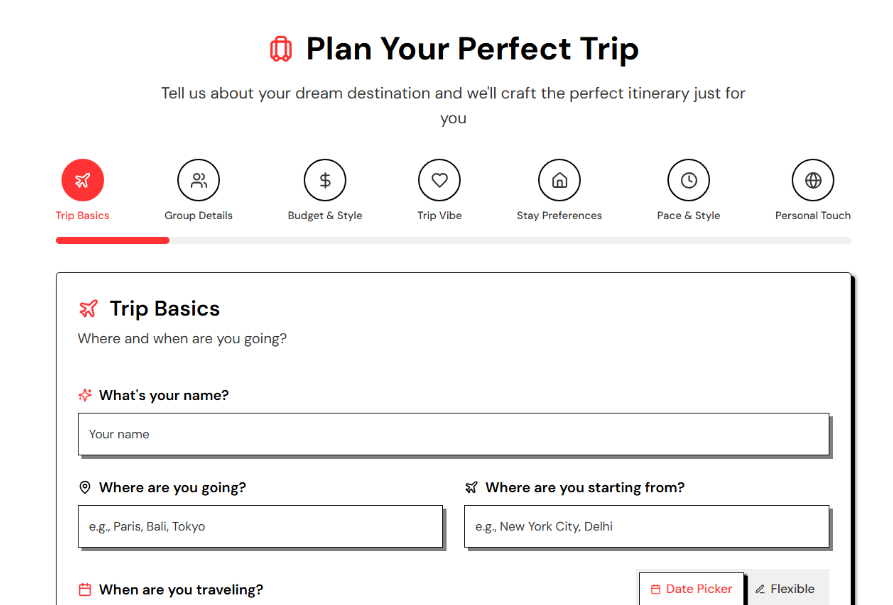 Plan Your Perfect Trip
Tell us about your dream destination and we'll craft the perfect itinerary just for
you
Trip Basics Group Details Budget & Style Trip Vibe Stay Preferences Pace & Style Personal Touch
Trip Basics
Where and when are you going?
What's your name?
Your name
Where are you going? Where are you starting from?
e.g., Paris, Bali, Tokyo e.g., New York City, Delhi
When are you traveling? Date Picker Flexible